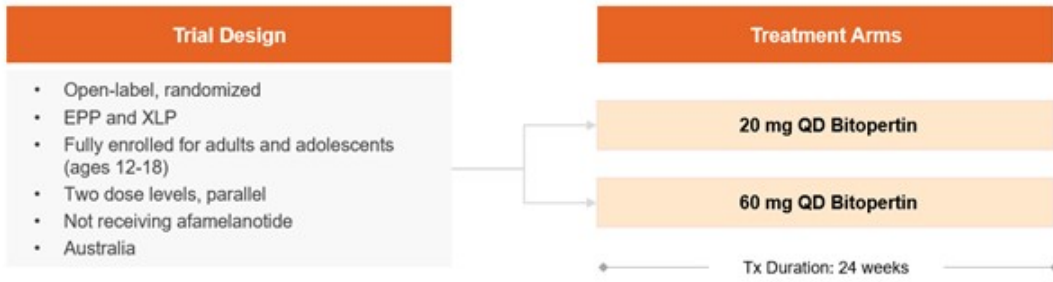 Trial Design
• Open-label, randomized
• EPP and XLP
• Fully enrolled for adults and adolescents
(ages 12-18)
• Two dose levels, parallel
• Not receiving afamelanotide
• Australia
Treatment Arms
20 mg QD Bitopertin
60 mg QD Bitopertin
Tx Duration: 24 weeks